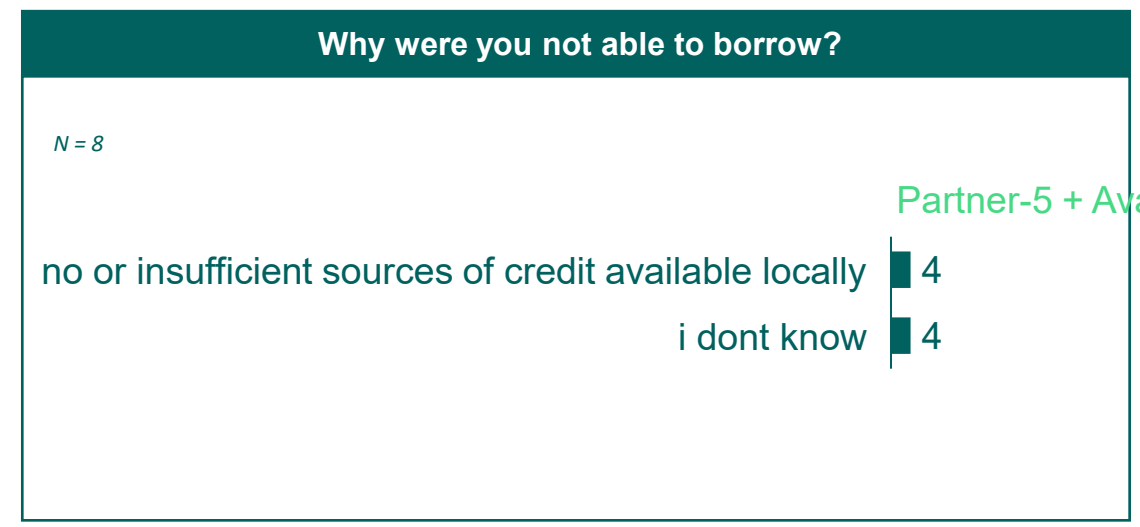 Why were you not able to borrow?
N = 8
Partner-5 + Ava
no or insufficient sources of credit available locally 4
i dont know 4